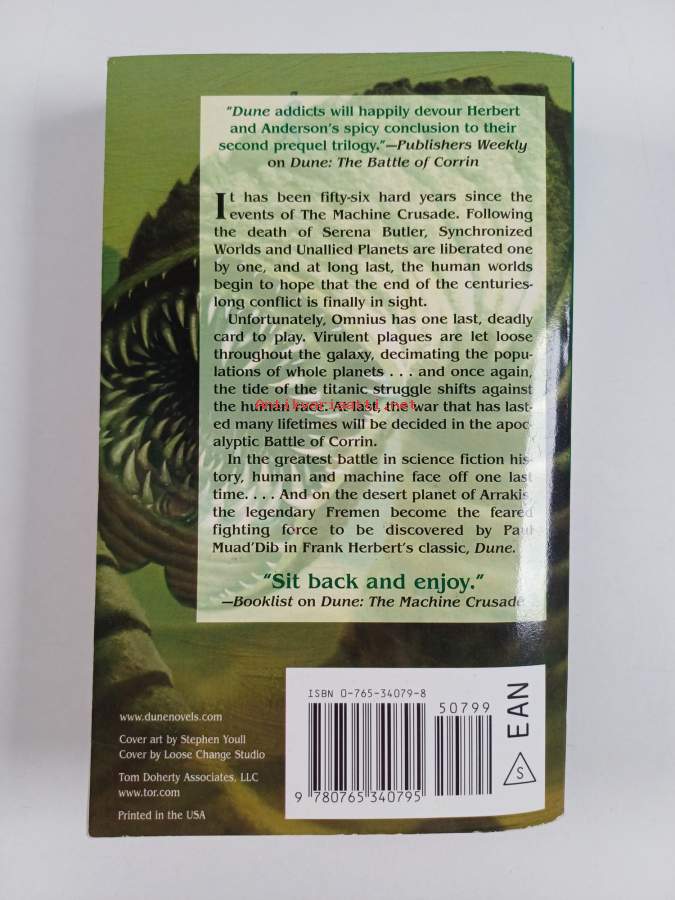 "Dune addicts will happily devour Herbert
and Anderson's spicy conclusion to their
second prequel trilogy."—Publishers Weekly
on Dune: The Battle of Corrin
It has been fifty-six hard years since the
events of The Machine Crusade. Following
the death of Serena Butler, Synchronized
Worlds and Unallied Planets are liberated one
by one, and at long last, the human worlds
begin to hope that the end of the centuries-
long conflict is finally in sight.
Unfortunately, Omnius has one last, deadly
card to play. Virulent plagues are let loose
throughout the galaxy, decimating the popu-
lations of whole planets . . . and once again,
the tide of the titanic struggle shifts against
the human race. At last, the war that has last-
ed many lifetimes will be decided in the apoc-
alyptic Battle of Corrin.
In the greatest battle in science fiction his-
tory, human and machine face off one last
time. . . . And on the desert planet of Arrakis,
the legendary Fremen become the feared
fighting force to be discovered by Paul
Muad'Dib in Frank Herbert's classic, Dune.
"Sit back and enjoy."
—Booklist on Dune: The Machine Crusade
Antikvariaatti.net
ISBN 0-765-34079-8
50799
EAN
S
9 780765 340795
www.dunenovels.com
Cover art by Stephen Youll
Cover by Loose Change Studio
Tom Doherty Associates, LLC
www.tor.com
Printed in the USA